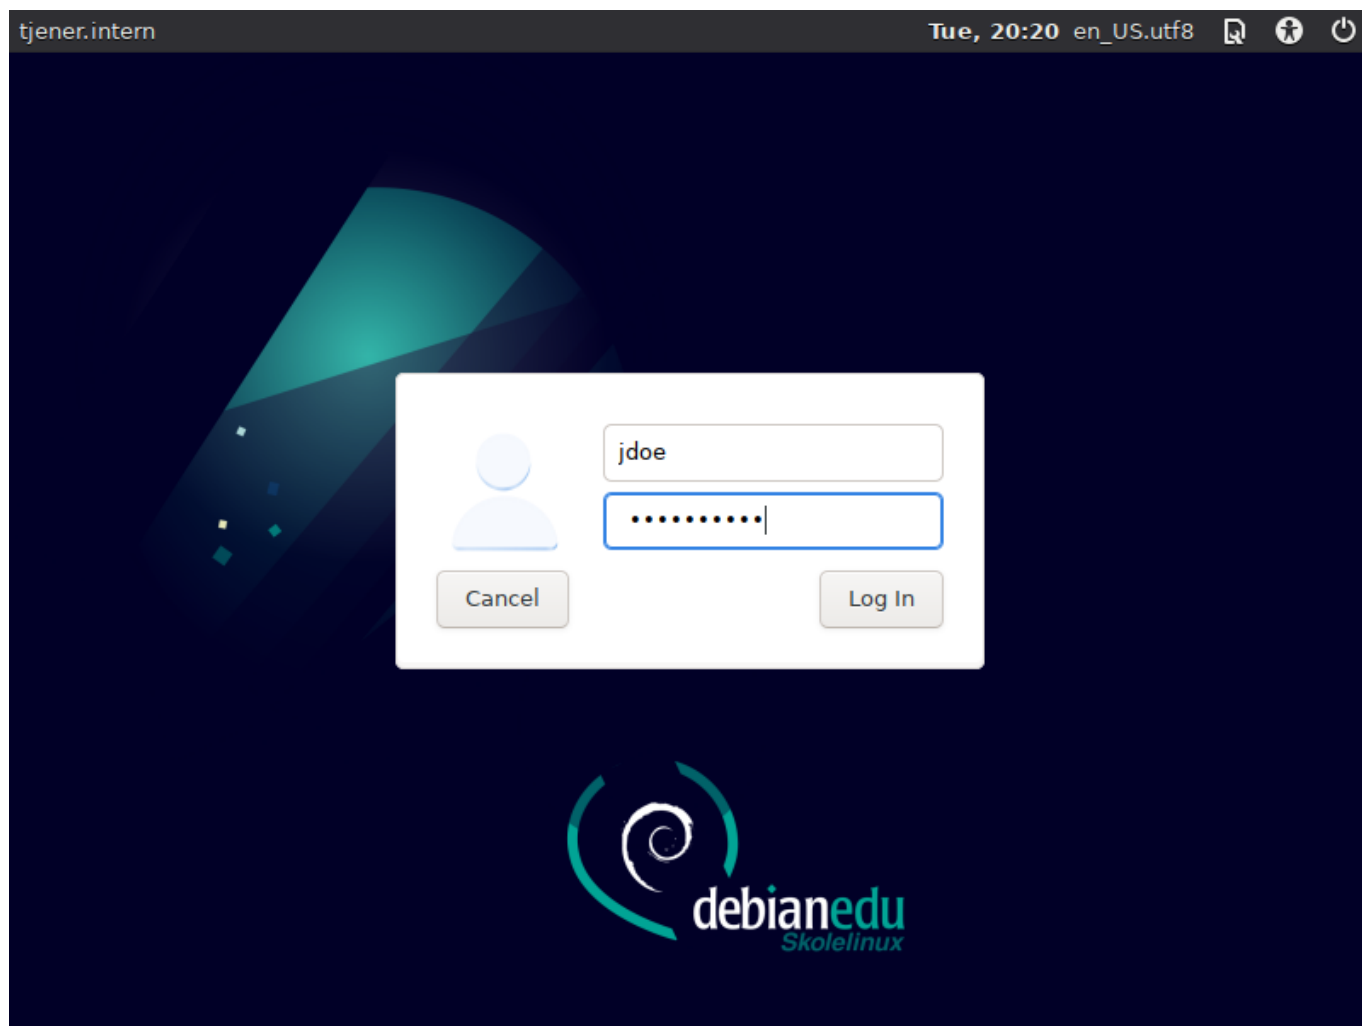 tjener.intern
Tue, 20:20 en_US.utf8
jdoe
••••••••••
Cancel
Log In
debianedu
Skolelinux